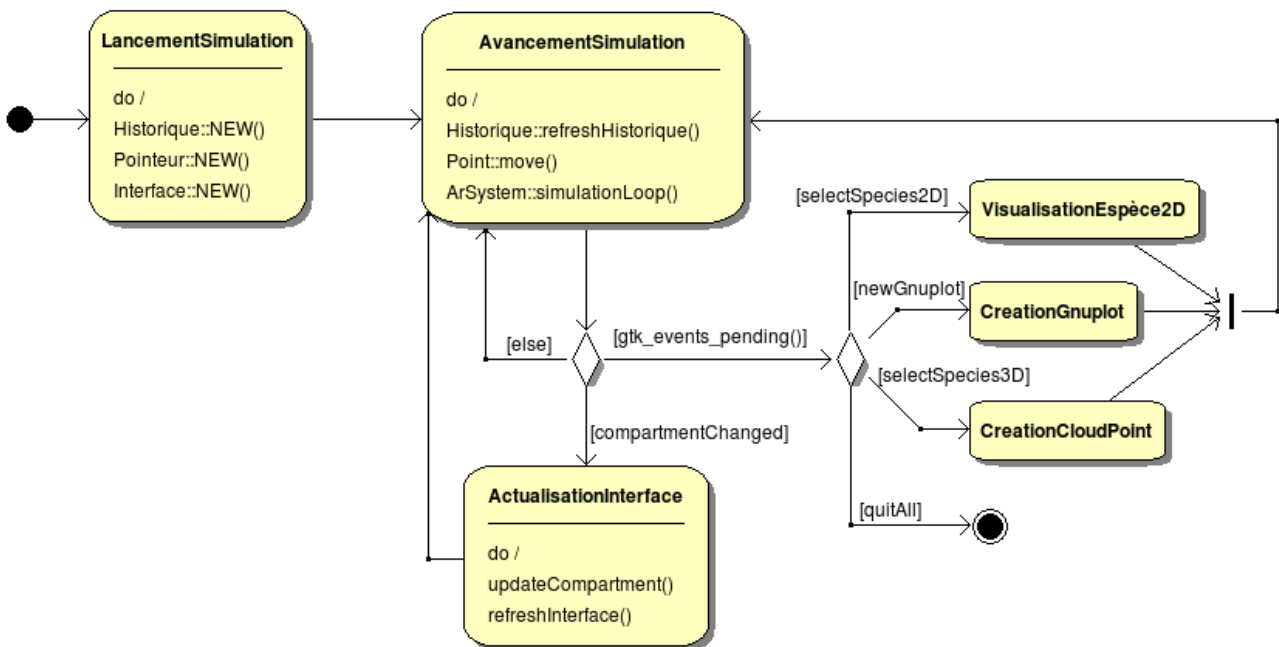 LancementSimulation
do /
Historique::NEW()
Pointeur::NEW()
Interface::NEW()
AvancementSimulation
do /
Historique::refreshHistorique()
Point::move()
ArSystem::simulationLoop()
[selectSpecies2D]
VisualisationEspèce2D
[newGnuplot]
CreationGnuplot
[else]
[gtk_events_pending()]
[selectSpecies3D]
CreationCloudPoint
[compartmentChanged]
[quitAll]
ActualisationInterface
do /
updateCompartment()
refreshInterface()